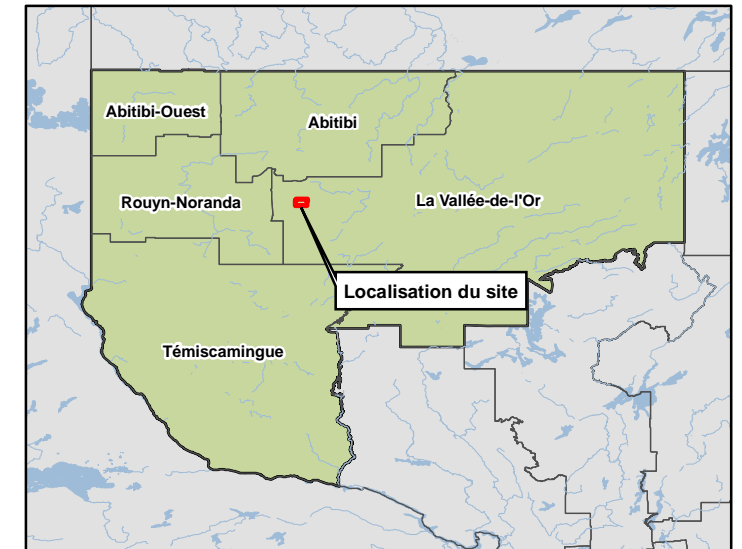 Abitibi-Ouest
Abitibi
Rouyn-Noranda
La Vallée-de-l'Or
Localisation du site
Témiscamingue